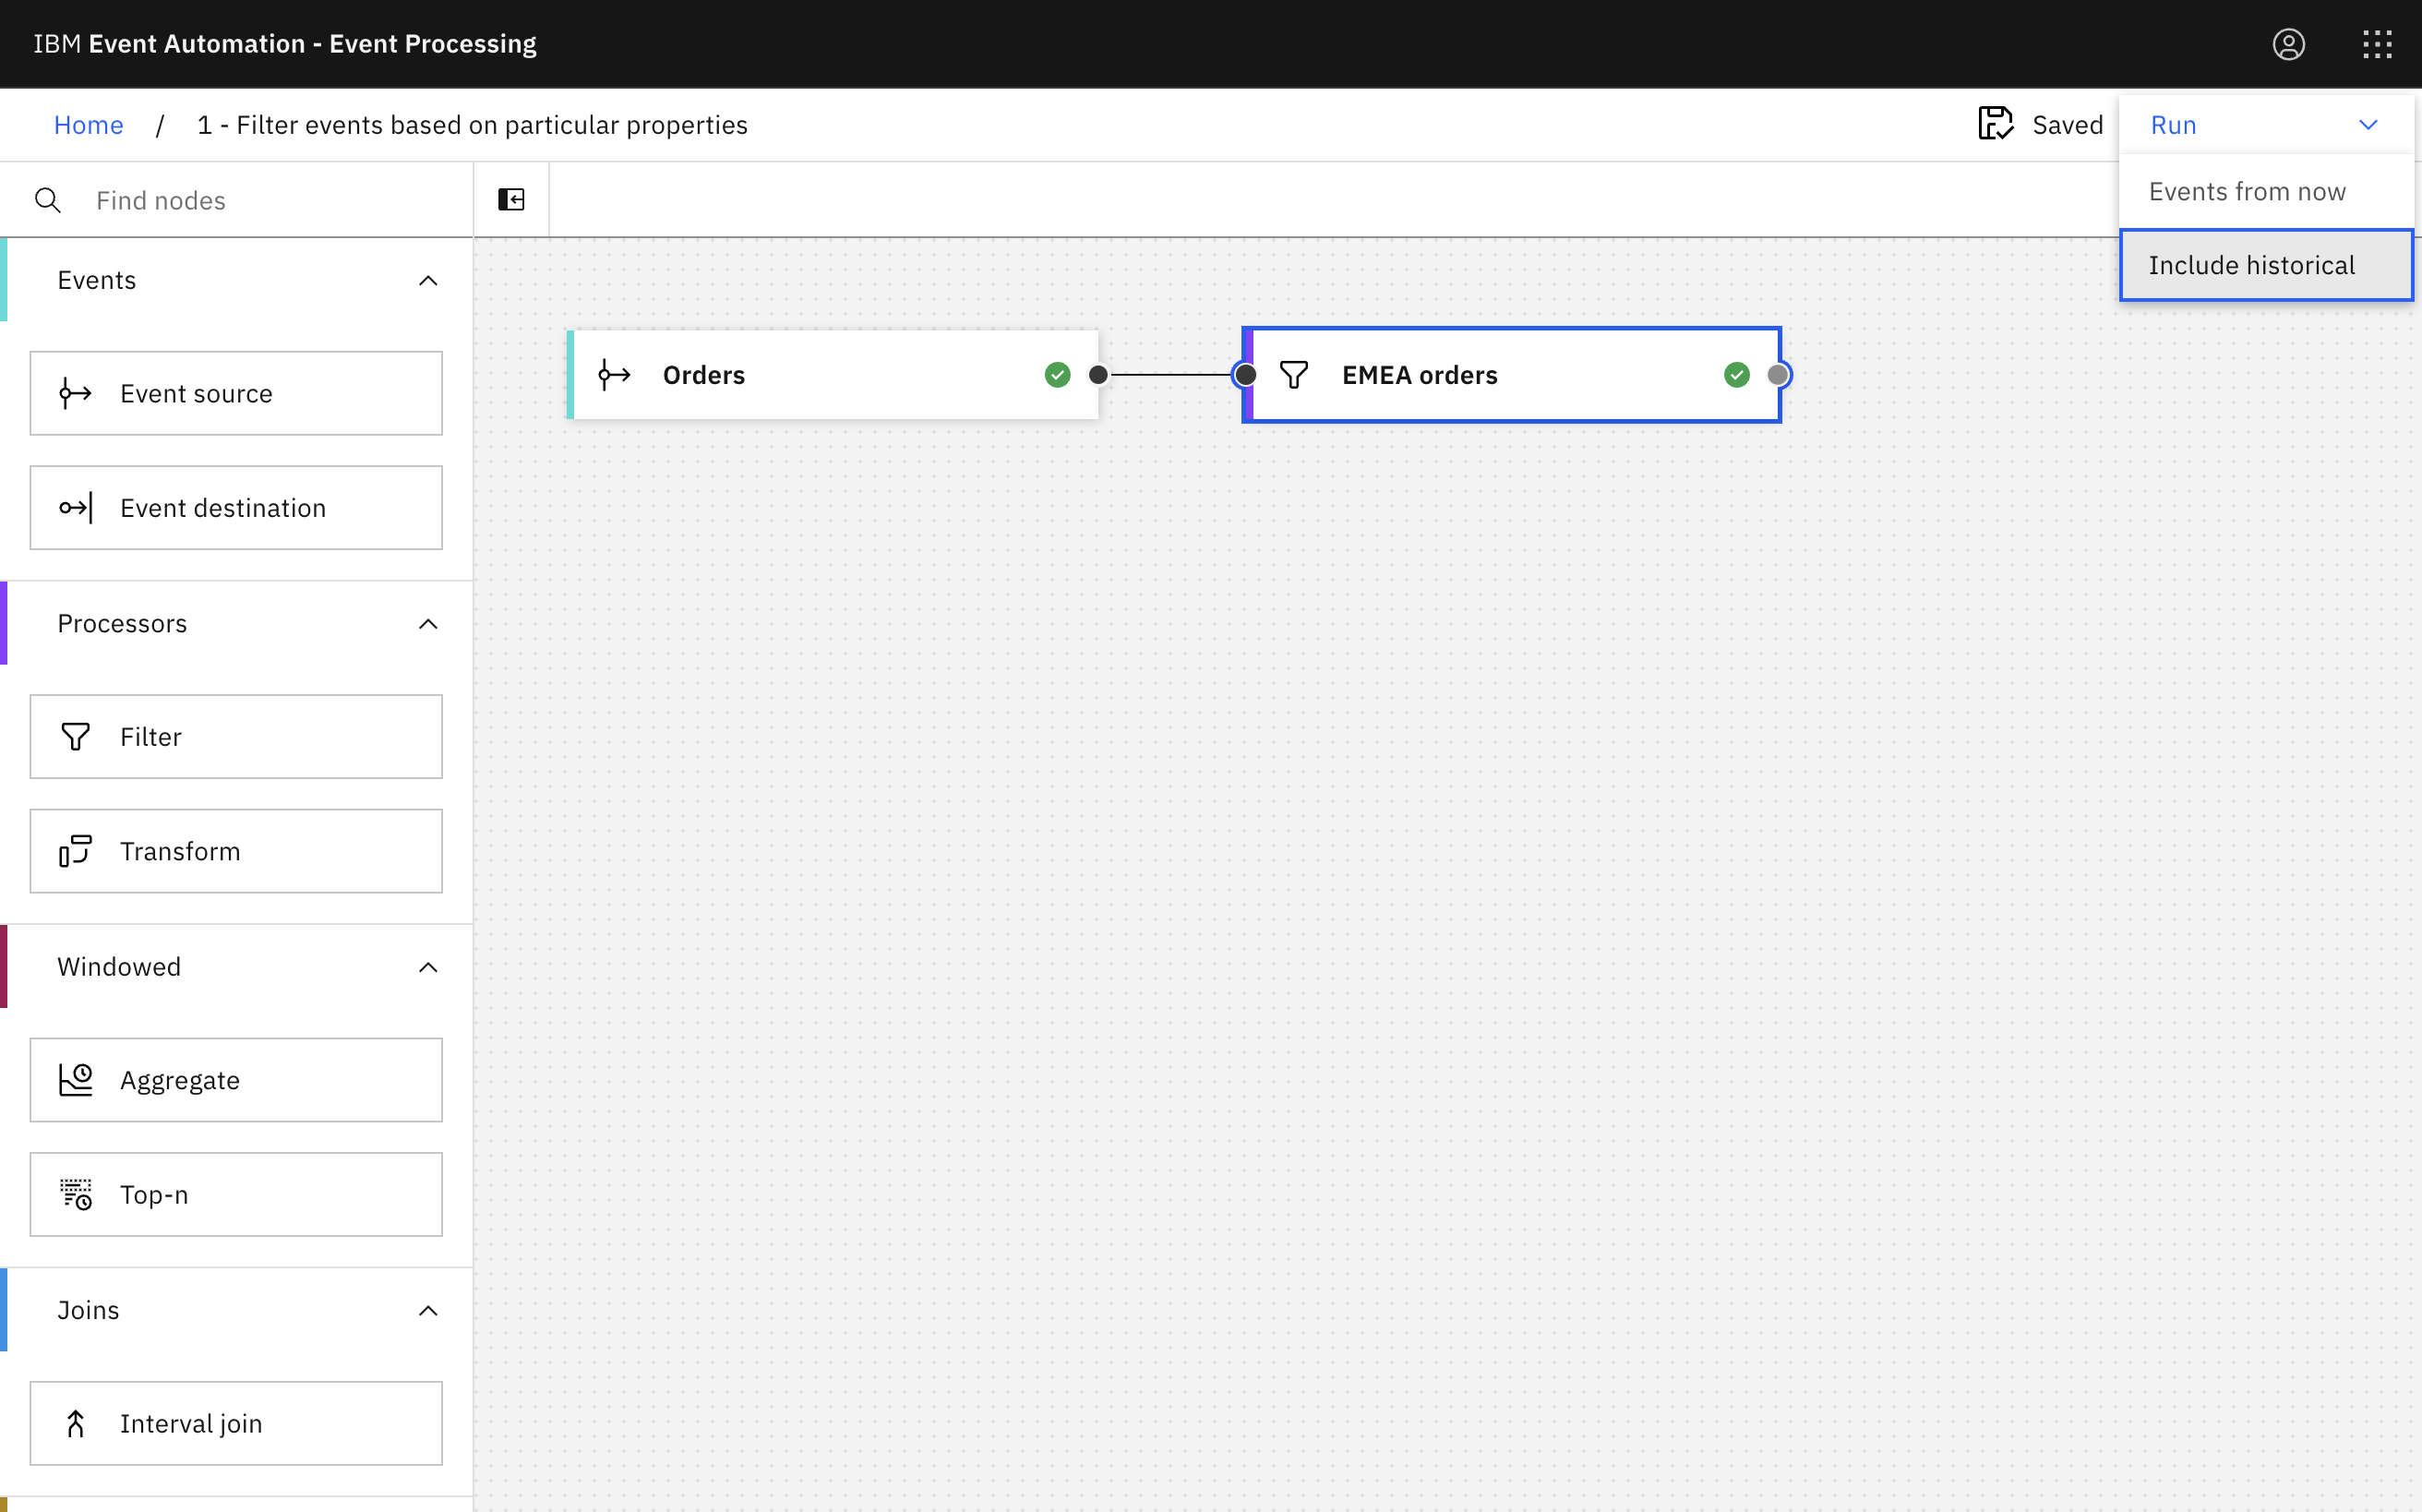 IBM Event Automation - Event Processing
Home / 1 - Filter events based on particular properties
Saved
Run
Events from now
Include historical
Find nodes
Events
Event source
Event destination
Processors
Filter
Transform
Windowed
Aggregate
Top-n
Joins
Interval join
Orders
EMEA orders